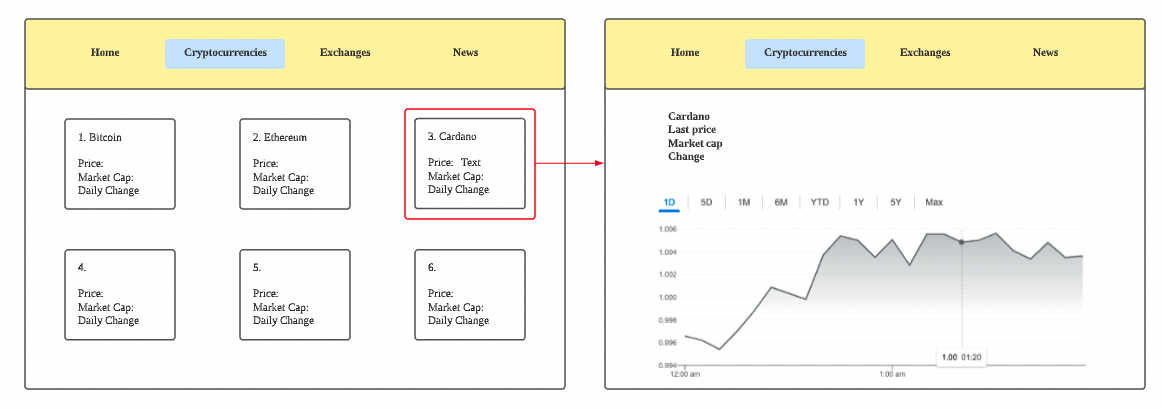 Home Cryptocurrencies Exchanges News
1. Bitcoin
Price:
Market Cap:
Daily Change
2. Ethereum
Price:
Market Cap:
Daily Change
3. Cardano
Price: Text
Market Cap:
Daily Change
4.
Price:
Market Cap:
Daily Change
5.
Price:
Market Cap:
Daily Change
6.
Price:
Market Cap:
Daily Change
Home Cryptocurrencies Exchanges News
Cardano
Last price
Market cap
Change
1D 5D 1M 6M YTD 1Y 5Y Max
1.006
1.004
1.002
1.000
0.998
0.996
0.994
1.00 01:20
12:00 am 1:00 am